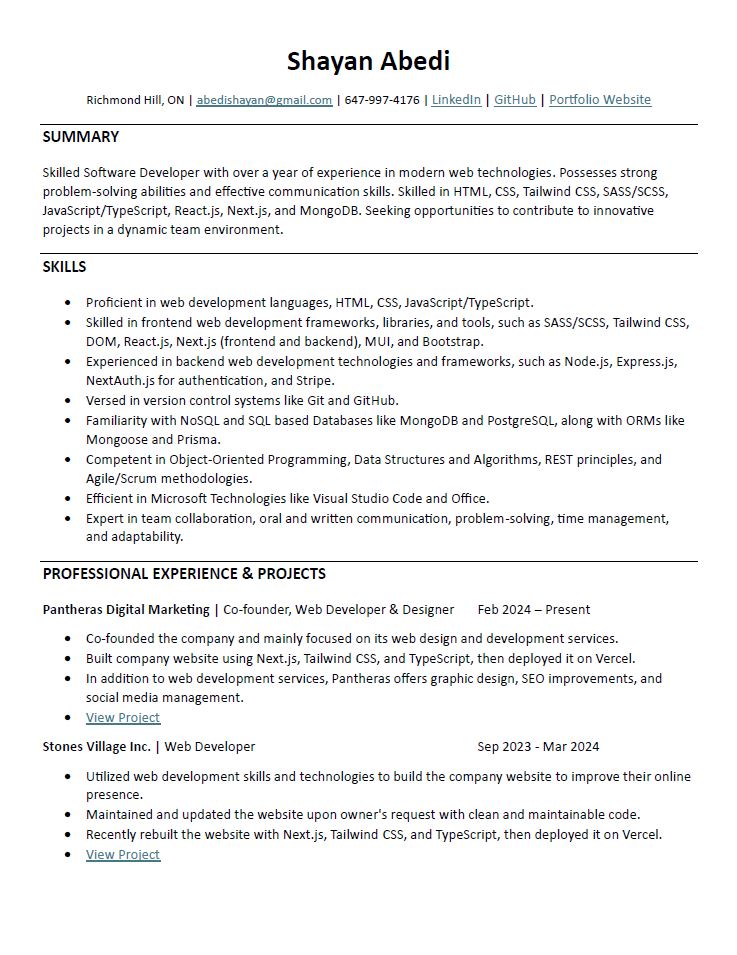 Shayan Abedi
Richmond Hill, ON | abedishayan@gmail.com | 647-997-4176 | LinkedIn | GitHub | Portfolio Website
SUMMARY
Skilled Software Developer with over a year of experience in modern web technologies. Possesses strong
problem-solving abilities and effective communication skills. Skilled in HTML, CSS, Tailwind CSS, SASS/SCSS,
JavaScript/TypeScript, React.js, Next.js, and MongoDB. Seeking opportunities to contribute to innovative
projects in a dynamic team environment.
SKILLS
• Proficient in web development languages, HTML, CSS, JavaScript/TypeScript.
• Skilled in frontend web development frameworks, libraries, and tools, such as SASS/SCSS, Tailwind CSS,
DOM, React.js, Next.js (frontend and backend), MUI, and Bootstrap.
• Experienced in backend web development technologies and frameworks, such as Node.js, Express.js,
NextAuth.js for authentication, and Stripe.
• Versed in version control systems like Git and GitHub.
• Familiarity with NoSQL and SQL based Databases like MongoDB and PostgreSQL, along with ORMs like
Mongoose and Prisma.
• Competent in Object-Oriented Programming, Data Structures and Algorithms, REST principles, and
Agile/Scrum methodologies.
• Efficient in Microsoft Technologies like Visual Studio Code and Office.
• Expert in team collaboration, oral and written communication, problem-solving, time management,
and adaptability.
PROFESSIONAL EXPERIENCE & PROJECTS
Pantheras Digital Marketing | Co-founder, Web Developer & Designer Feb 2024 – Present
• Co-founded the company and mainly focused on its web design and development services.
• Built company website using Next.js, Tailwind CSS, and TypeScript, then deployed it on Vercel.
• In addition to web development services, Pantheras offers graphic design, SEO improvements, and
social media management.
• View Project
Stones Village Inc. | Web Developer Sep 2023 - Mar 2024
• Utilized web development skills and technologies to build the company website to improve their online
presence.
• Maintained and updated the website upon owner's request with clean and maintainable code.
• Recently rebuilt the website with Next.js, Tailwind CSS, and TypeScript, then deployed it on Vercel.
• View Project